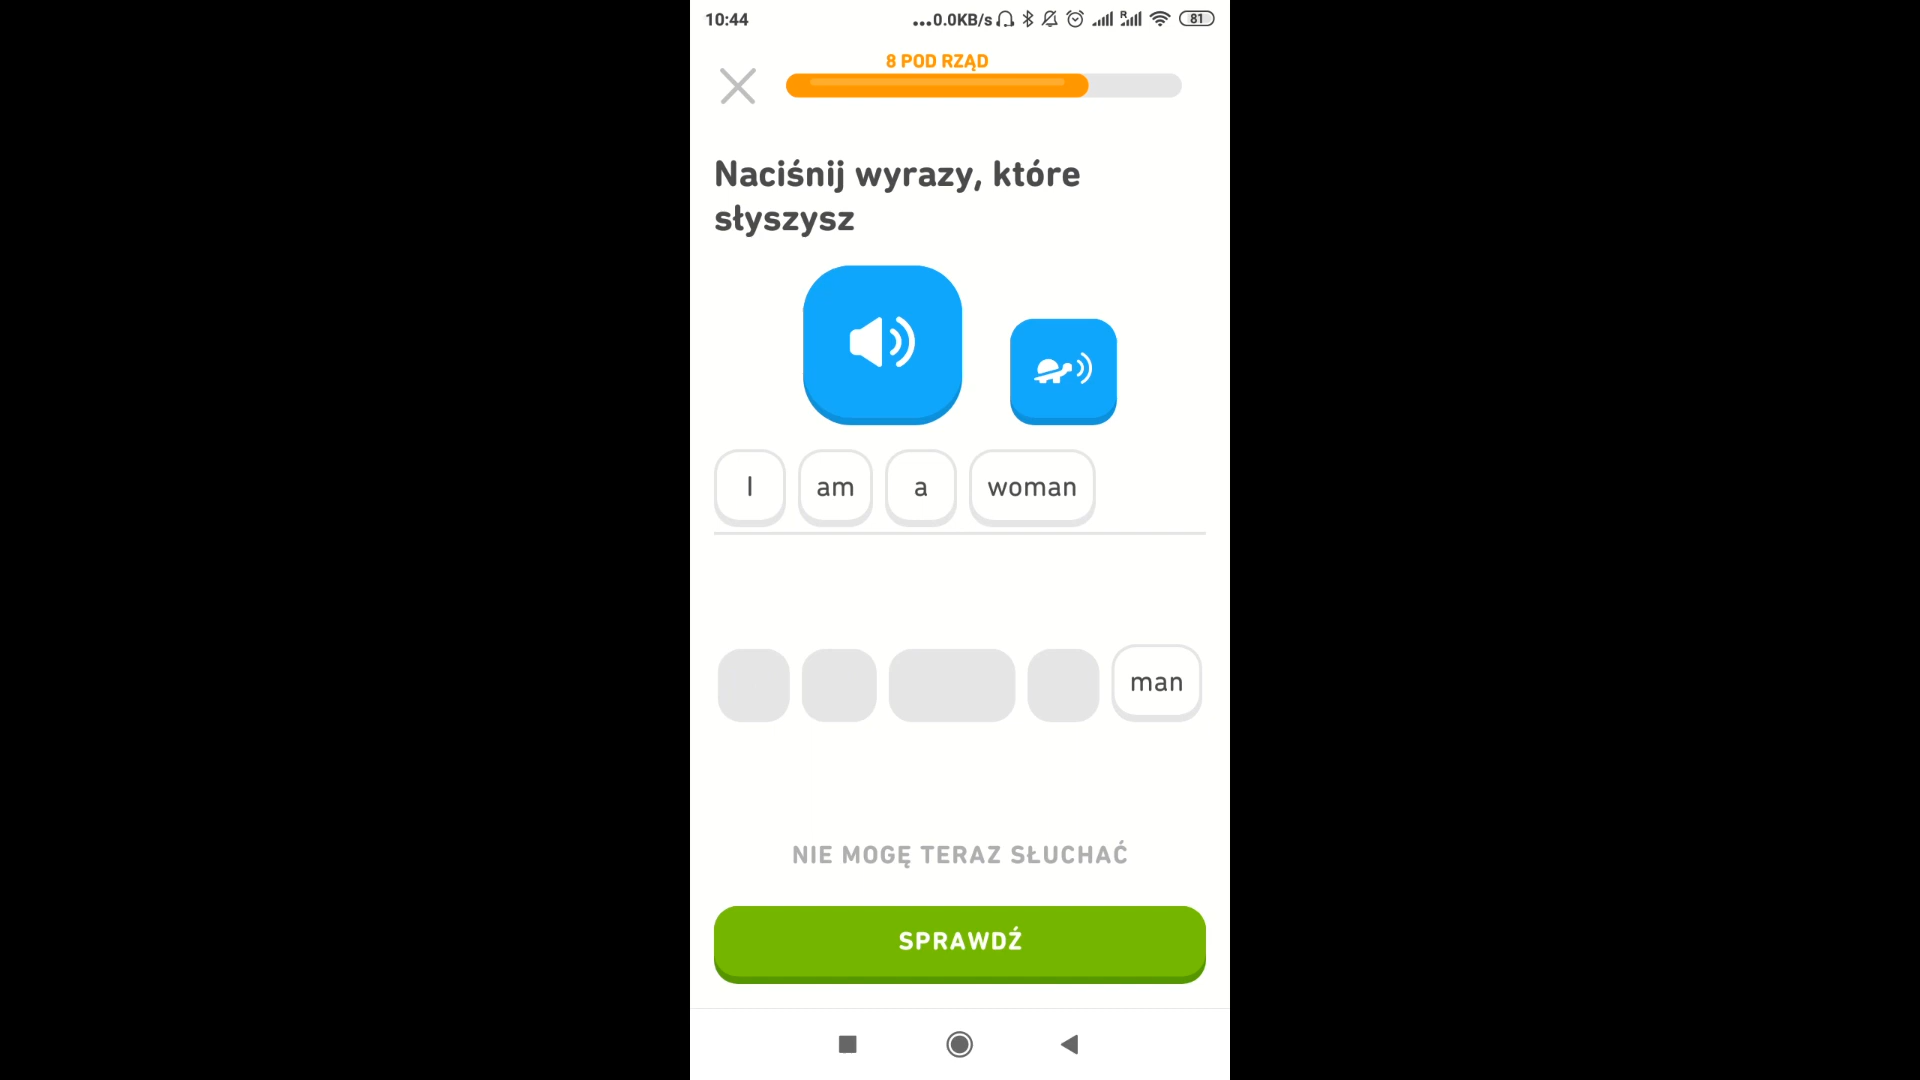 10:44 ...0.0KB/s R 81
8 POD RZĄD
Naciśnij wyrazy, które
słyszysz
I am a woman
man
NIE MOGĘ TERAZ SŁUCHAĆ
SPRAWDŹ